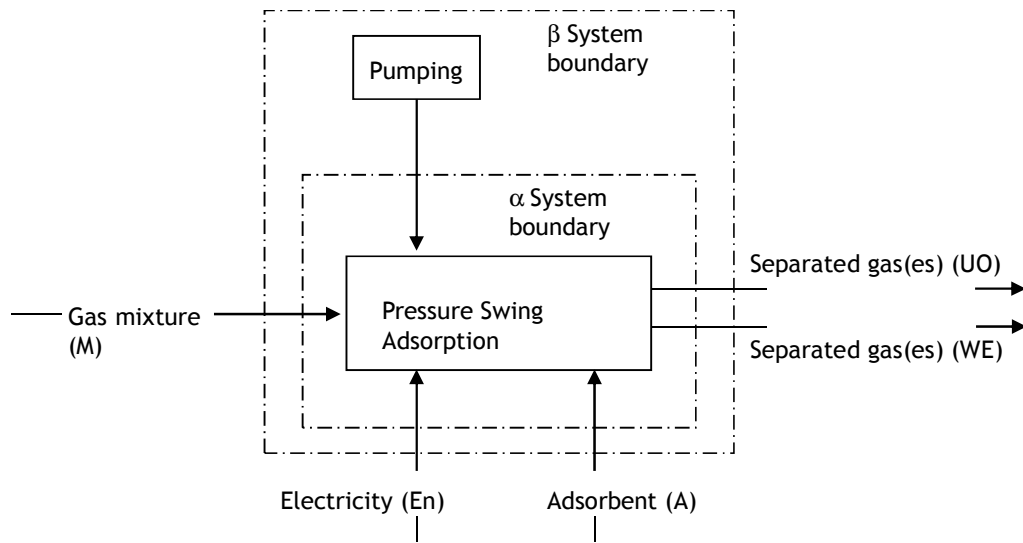 β System
boundary
Pumping
α System
boundary
Separated gas(es) (UO)
Gas mixture
(M)
Pressure Swing
Adsorption
Separated gas(es) (WE)
Electricity (En)
Adsorbent (A)